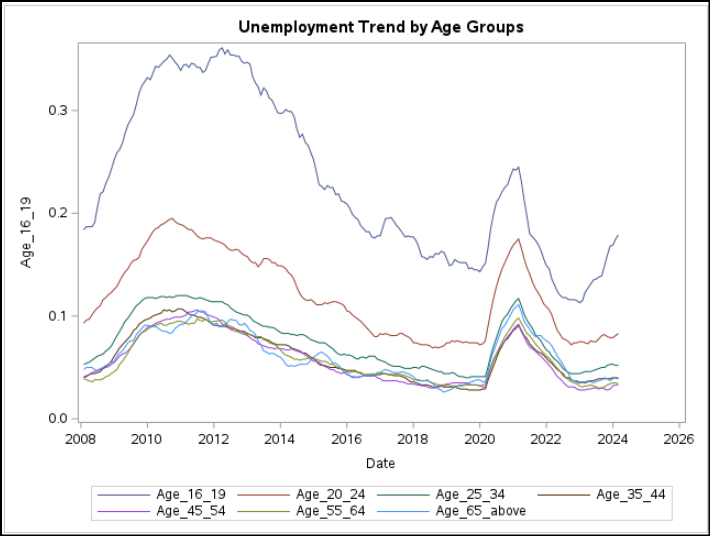 Unemployment Trend by Age Groups
0.3
0.2
0.1
0.0
Age_16_19
2008 2010 2012 2014 2016 2018 2020 2022 2024 2026
Date
Age_16_19 Age_20_24 Age_25_34 Age_35_44
Age_45_54 Age_55_64 Age_65_above